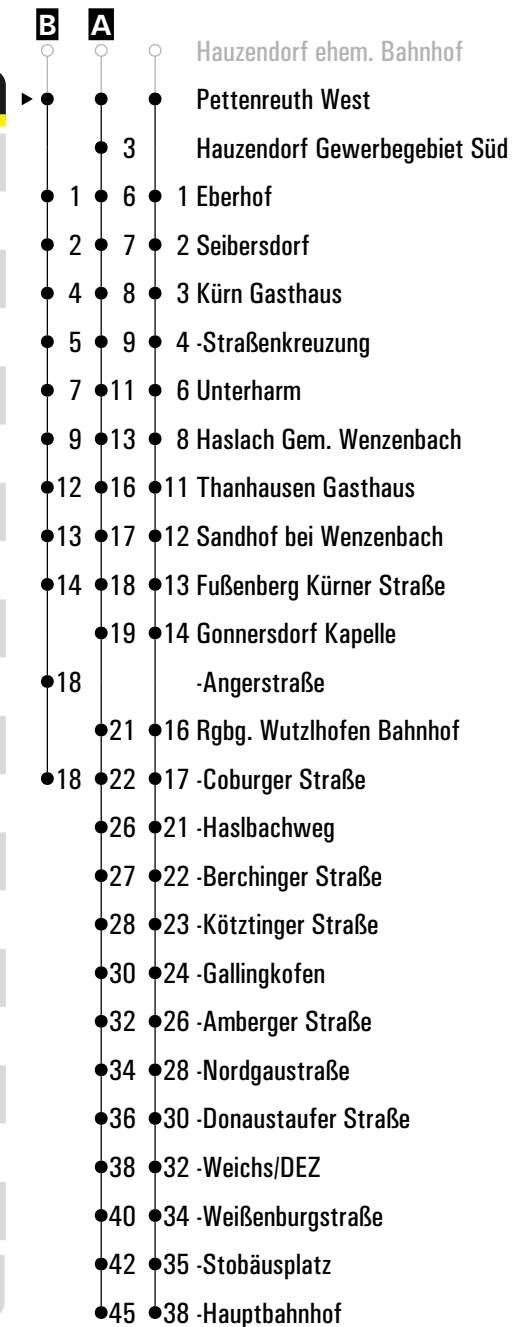 B A
Hauzendorf ehem. Bahnhof
Pettenreuth West
3 Hauzendorf Gewerbegebiet Süd
1 6 1 Eberhof
2 7 2 Seibersdorf
4 8 3 Kürn Gasthaus
5 9 4 -Straßenkreuzung
7 11 6 Unterharm
9 13 8 Haslach Gem. Wenzenbach
12 16 11 Thanhausen Gasthaus
13 17 12 Sandhof bei Wenzenbach
14 18 13 Fußenberg Kürner Straße
19 14 Gonnersdorf Kapelle
18 -Angerstraße
21 16 Rgbg. Wutzlhofen Bahnhof
18 22 17 -Coburger Straße
26 21 -Haslbachweg
27 22 -Berchinger Straße
28 23 -Kötztinger Straße
30 24 -Gallingkofen
32 26 -Amberger Straße
34 28 -Nordgaustraße
36 30 -Donaustaufer Straße
38 32 -Weichs/DEZ
40 34 -Weißenburgstraße
42 35 -Stobäusplatz
45 38 -Hauptbahnhof